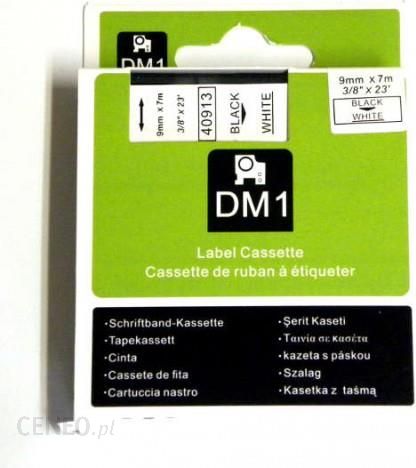 DM1
9mm x 7m
3/8" X 23'
BLACK
WHITE
9mm x 7m
3/8" X 23'
40913
BLACK
WHITE
DM1
Label Cassette
Cassette de ruban à étiqueter
·Schriftband-Kassette
·Tapekassett
·Cinta
·Cassete de fita
·Cartuccia nastro
·Şerit Kaseti
·Ταινία σε κασέτα
·kazeta s páskou
·Szalag
·Kasetka z taśmą
CENEO.pl